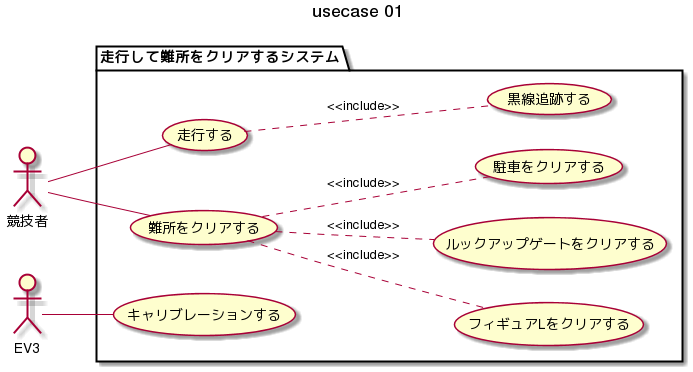 usecase 01
走行して難所をクリアするシステム
<<include>>
黒線追跡する
走行する
<<include>>
駐車をクリアする
競技者
難所をクリアする
<<include>>
ルックアップゲートをクリアする
<<include>>
キャリブレーションする
フィギュアLをクリアする
EV3